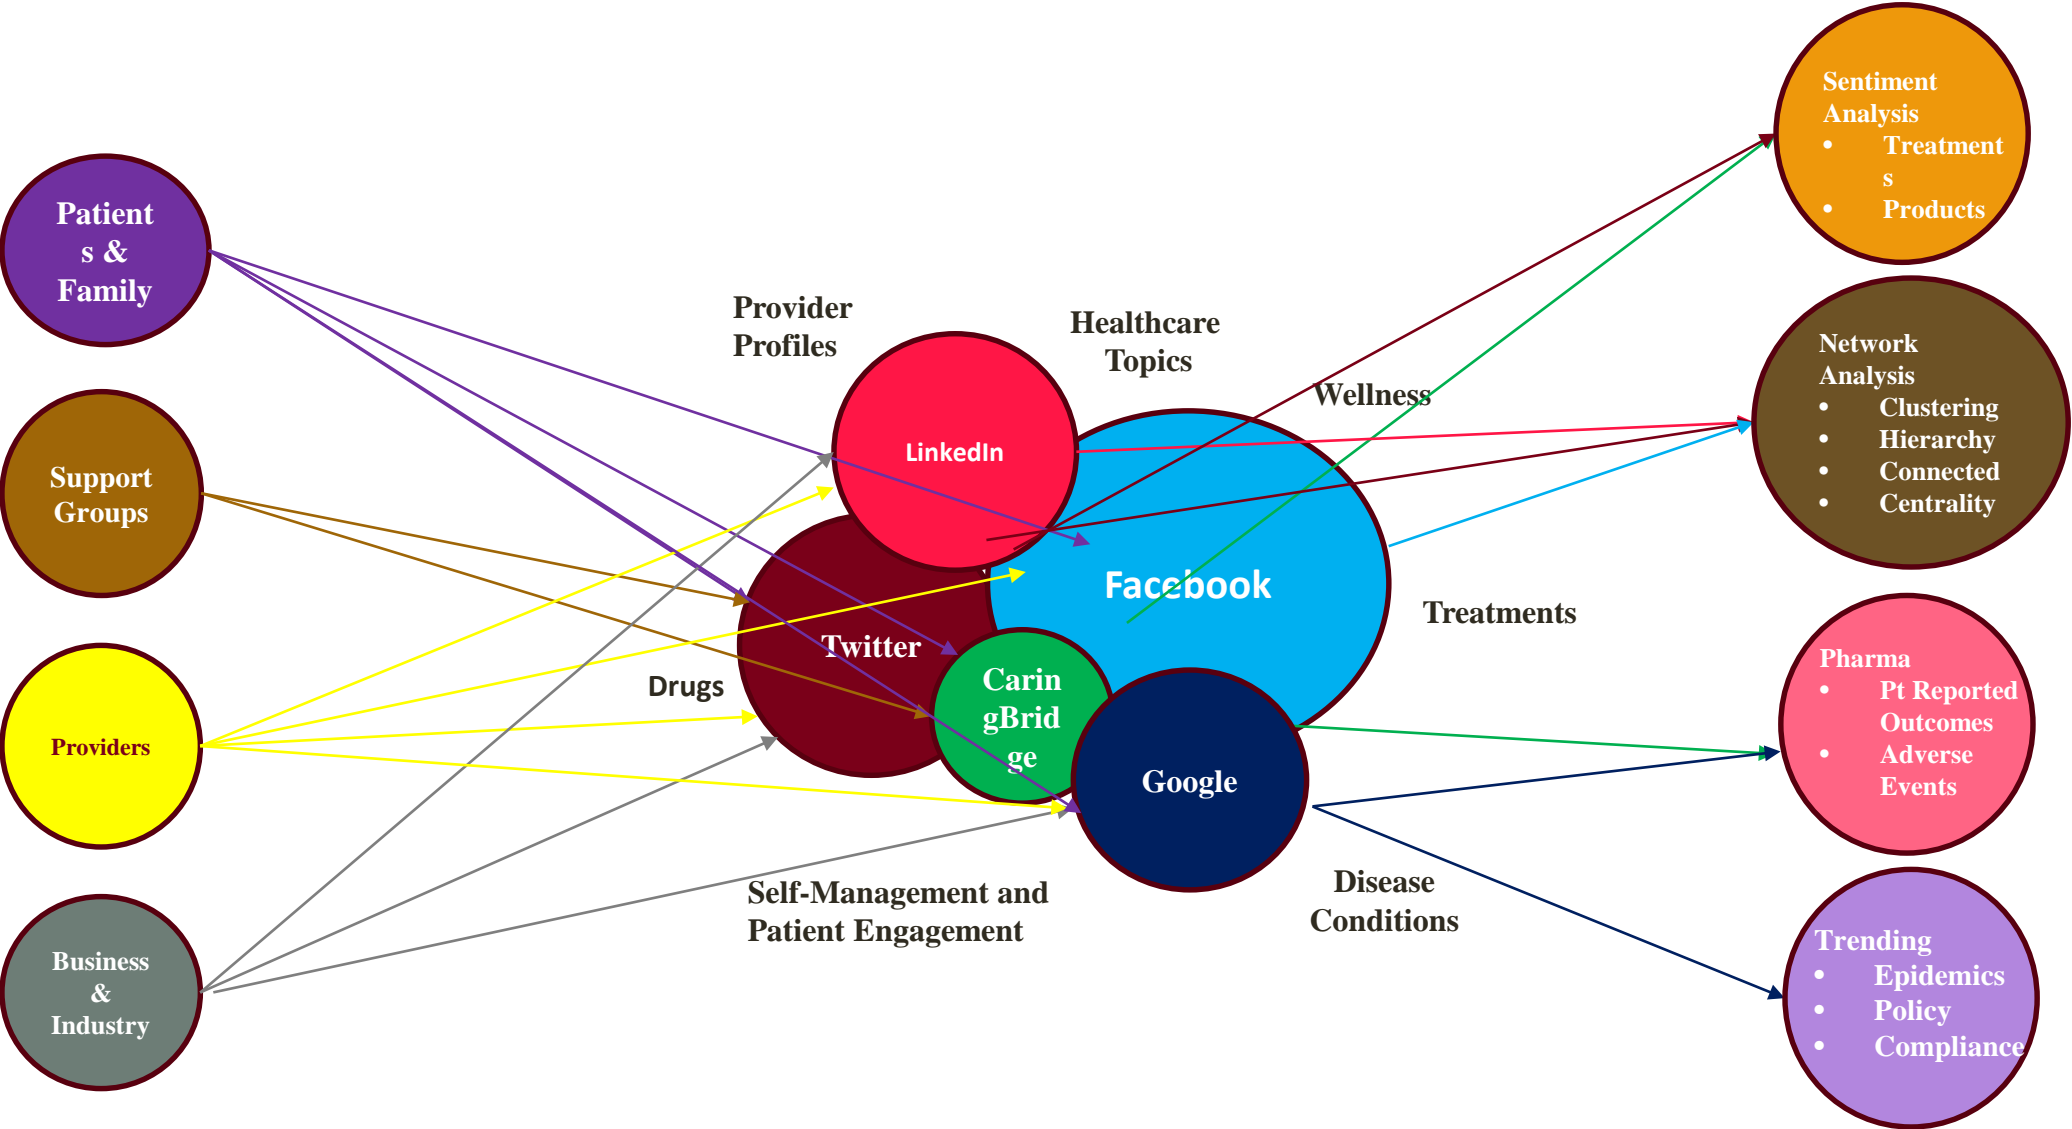 Patient
s &
Family
Support
Groups
Providers
Business
&
Industry
Provider
Profiles
Healthcare
Topics
Wellness
LinkedIn
Facebook
Twitter
Drugs
Carin
gBrid
ge
Google
Treatments
Self-Management and
Patient Engagement
Disease
Conditions
Sentiment
Analysis
• Treatment
s
• Products
Network
Analysis
• Clustering
• Hierarchy
• Connected
• Centrality
Pharma
• Pt Reported
Outcomes
• Adverse
Events
Trending
• Epidemics
• Policy
• Compliance